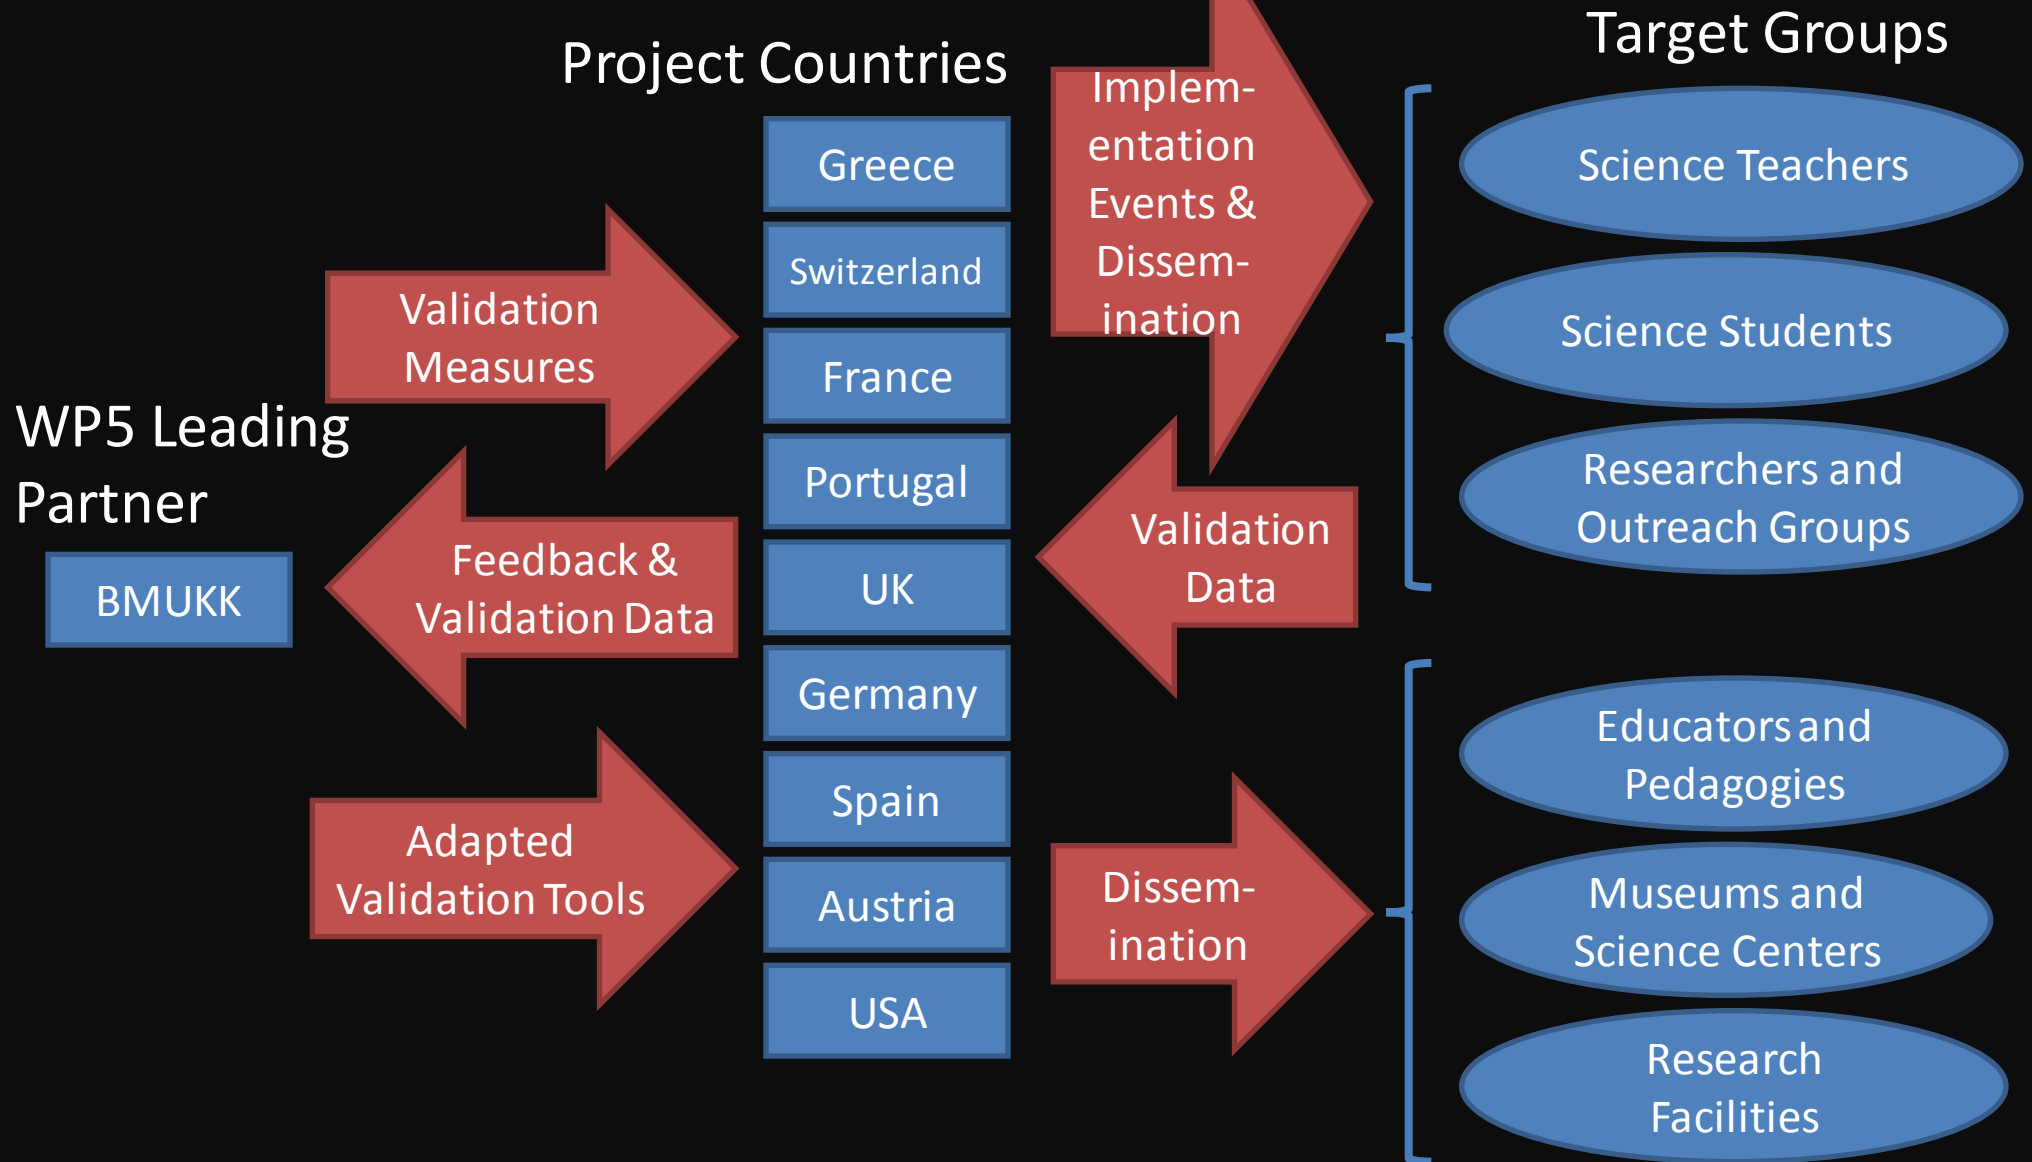 Project Countries
Target Groups
WP5 Leading
Partner
BMUKK
Validation
Measures
Feedback &
Validation Data
Adapted
Validation Tools
Greece
Switzerland
France
Portugal
UK
Germany
Spain
Austria
USA
Implem-
entation
Events &
Dissem-
ination
Validation
Data
Dissem-
ination
Science Teachers
Science Students
Researchers and
Outreach Groups
Educators and
Pedagogies
Museums and
Science Centers
Research
Facilities